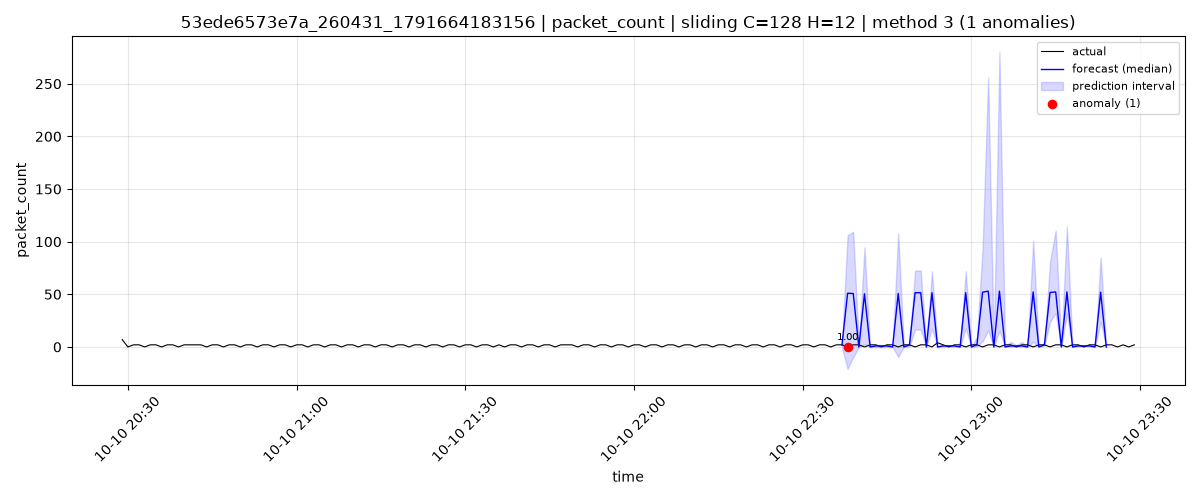 53ede6573e7a_260431_1791664183156 | packet_count | sliding C=128 H=12 | method 3 (1 anomalies)
packet_count
250
200
150
100
50
0
actual
forecast (median)
prediction interval
anomaly (1)
1.00
10-10 20:30
10-10 21:00
10-10 21:30
10-10 22:00
10-10 22:30
10-10 23:00
10-10 23:30
time